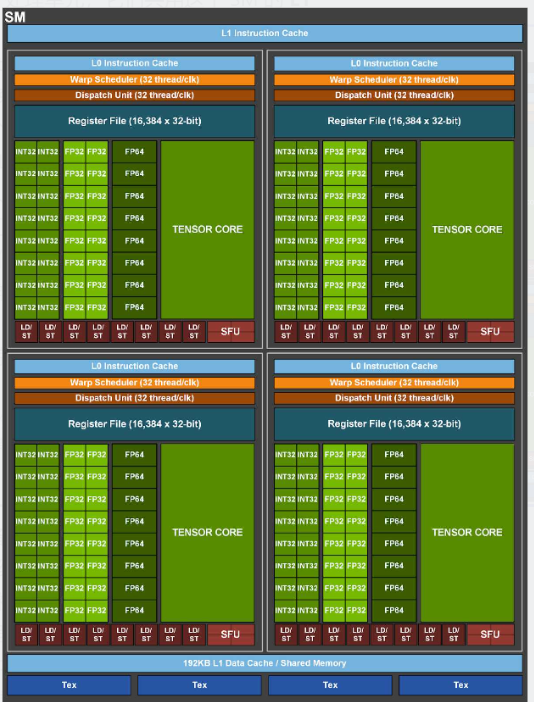 SM
L1 Instruction Cache
L0 Instruction Cache
Warp Scheduler (32 thread/clk)
Dispatch Unit (32 thread/clk)
Register File (16,384 x 32-bit)
INT32 INT32 FP32 FP32 FP64
INT32 INT32 FP32 FP32 FP64
INT32 INT32 FP32 FP32 FP64
INT32 INT32 FP32 FP32 FP64
INT32 INT32 FP32 FP32 FP64
INT32 INT32 FP32 FP32 FP64
INT32 INT32 FP32 FP32 FP64
INT32 INT32 FP32 FP32 FP64
TENSOR CORE
LD/ LD/ LD/ LD/ LD/ LD/ LD/ LD/
ST ST ST ST ST ST ST ST
SFU
L0 Instruction Cache
Warp Scheduler (32 thread/clk)
Dispatch Unit (32 thread/clk)
Register File (16,384 x 32-bit)
INT32 INT32 FP32 FP32 FP64
INT32 INT32 FP32 FP32 FP64
INT32 INT32 FP32 FP32 FP64
INT32 INT32 FP32 FP32 FP64
INT32 INT32 FP32 FP32 FP64
INT32 INT32 FP32 FP32 FP64
INT32 INT32 FP32 FP32 FP64
INT32 INT32 FP32 FP32 FP64
TENSOR CORE
LD/ LD/ LD/ LD/ LD/ LD/ LD/ LD/
ST ST ST ST ST ST ST ST
SFU
L0 Instruction Cache
Warp Scheduler (32 thread/clk)
Dispatch Unit (32 thread/clk)
Register File (16,384 x 32-bit)
INT32 INT32 FP32 FP32 FP64
INT32 INT32 FP32 FP32 FP64
INT32 INT32 FP32 FP32 FP64
INT32 INT32 FP32 FP32 FP64
INT32 INT32 FP32 FP32 FP64
INT32 INT32 FP32 FP32 FP64
INT32 INT32 FP32 FP32 FP64
INT32 INT32 FP32 FP32 FP64
TENSOR CORE
LD/ LD/ LD/ LD/ LD/ LD/ LD/ LD/
ST ST ST ST ST ST ST ST
SFU
L0 Instruction Cache
Warp Scheduler (32 thread/clk)
Dispatch Unit (32 thread/clk)
Register File (16,384 x 32-bit)
INT32 INT32 FP32 FP32 FP64
INT32 INT32 FP32 FP32 FP64
INT32 INT32 FP32 FP32 FP64
INT32 INT32 FP32 FP32 FP64
INT32 INT32 FP32 FP32 FP64
INT32 INT32 FP32 FP32 FP64
INT32 INT32 FP32 FP32 FP64
INT32 INT32 FP32 FP32 FP64
TENSOR CORE
LD/ LD/ LD/ LD/ LD/ LD/ LD/ LD/
ST ST ST ST ST ST ST ST
SFU
192KB L1 Data Cache / Shared Memory
Tex Tex Tex Tex